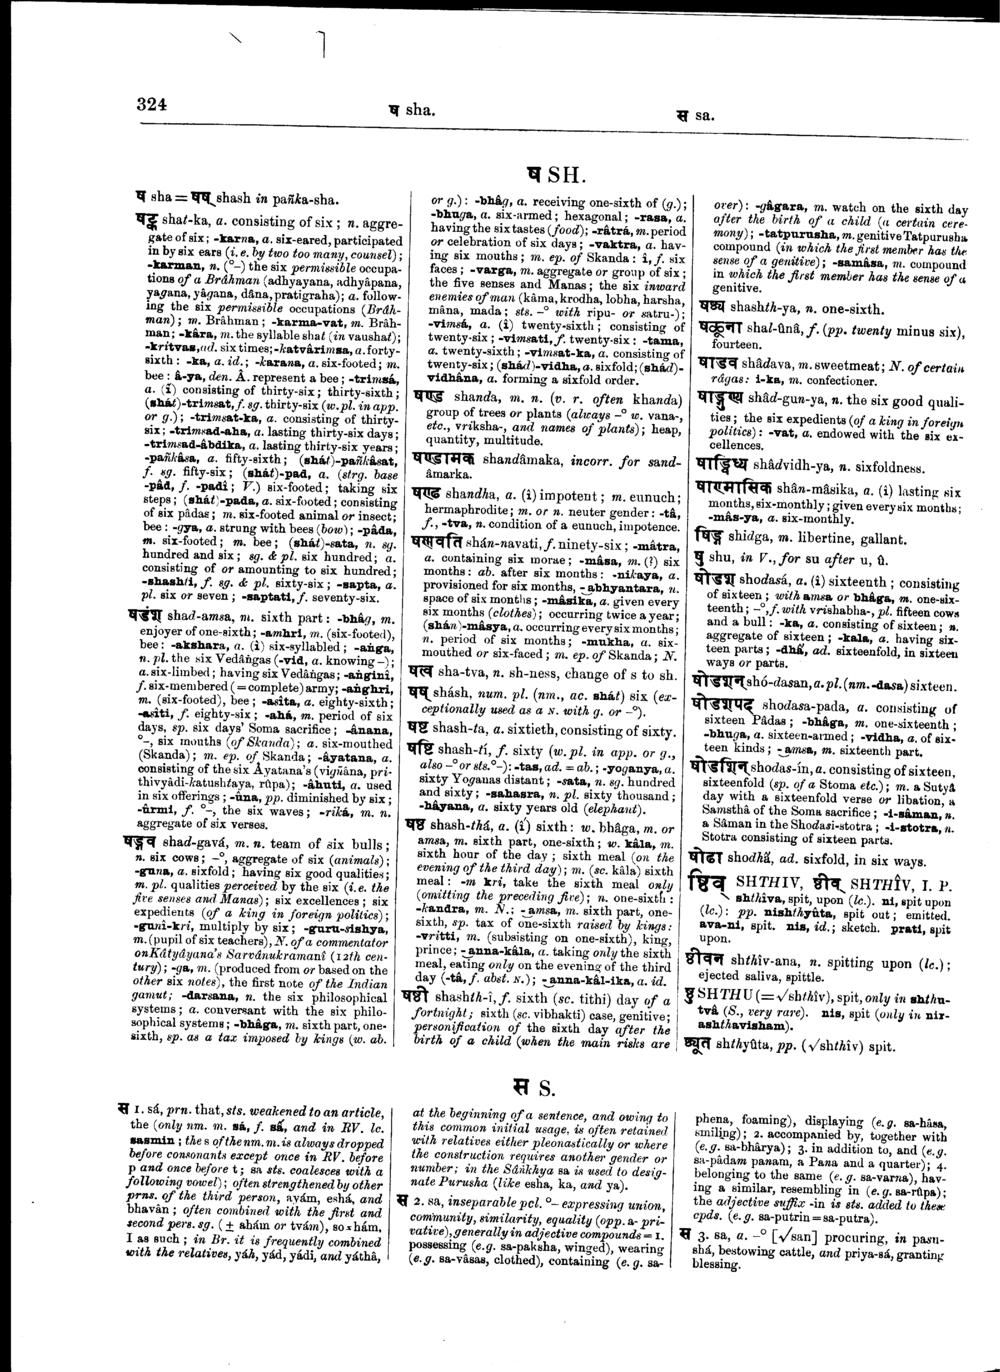 324
ष sha.
स sa.
ष SH.
ष sha = षष् shash in pañka-sha.
षट्क shaṭ-ka, a. consisting of six; n. aggre-
gate of six; -karna, a. six-eared, participated
in by six ears (i. e. by two too many, counsel);
-karman, n. (°-) the six permissible occupa-
tions of a Brâhman (adhyayana, adhyâpana,
yagana, yâgana, dâna, pratigraha); a. follow-
ing the six permissible occupations (Brâh-
man); m. Brâhman; -karma-vat, m. Brâh-
man; -kâra, m. the syllable shat (in vaushat);
-kritvas, ad. six times; -katvârimsa, a. forty-
sixth: -ka, a. id.; -karana, a. six-footed; m.
bee: â-ya, den. Â. represent a bee; -trimsá,
a. (î) consisting of thirty-six; thirty-sixth;
(shát)-trimsat, f. sg. thirty-six (w. pl. in app.
or g.); -trimsat-ka, a. consisting of thirty-
six; -trimsad-aha, a. lasting thirty-six days;
-trimsad-âbdika, a. lasting thirty-six years;
-pañkâsa, a. fifty-sixth; (shát)-pañkâsat,
f. sg. fifty-six; (shát)-pad, a. (strg. base
-pâd, f. -padi; V.) six-footed; taking six
steps; (shát)-pada, a. six-footed; consisting
of six pâdas; m. six-footed animal or insect;
bee: -gya, a. strung with bees (bow); -pâda,
m. six-footed; m. bee; (shát)-sata, n. sg.
hundred and six; sg. & pl. six hundred; a.
consisting of or amounting to six hundred;
-shashti, f. sg. & pl. sixty-six; -sapta, a.
pl. six or seven; -saptati, f. seventy-six.
षडंश shad-amsa, m. sixth part: -bhâg, m.
enjoyer of one-sixth; -amhri, m. (six-footed),
bee: -akshara, a. (î) six-syllabled; -aṅga,
n. pl. the six Vedâṅgas (-vid, a. knowing -);
a. six-limbed; having six Vedâṅgas; -aṅginî,
f. six-membered (= complete) army; -aṅghri,
m. (six-footed), bee; -asîta, a. eighty-sixth;
-asîti, f. eighty-six; -ahá, m. period of six
days, sp. six days' Soma sacrifice; -ânana,
°-, six mouths (of Skanda); a. six-mouthed
(Skanda); m. ep. of Skanda; -âyatana, a.
consisting of the six Âyatana's (vigñâna, pri-
thivyâdi-katushtaya, rûpa); -âhuti, a. used
in six offerings; -ûna, pp. diminished by six;
-ûrmi, f. °-, the six waves; -riká, m. n.
aggregate of six verses.
षड्गव shad-gavá, m. n. team of six bulls;
n. six cows; -°, aggregate of six (animals);
-guna, a. sixfold; having six good qualities;
m. pl. qualities perceived by the six (i. e. the
five senses and Manas); six excellences; six
expedients (of a king in foreign politics);
-gunî-kri, multiply by six; -guru-sishya,
m. (pupil of six teachers), N. of a commentator
on Kâtyâyana's Sarvânukramanî (12th cen-
tury); -ga, m. (produced from or based on the
other six notes), the first note of the Indian
gamut; -darsana, n. the six philosophical
systems; a. conversant with the six philo-
sophical systems; -bhâga, m. sixth part, one-
sixth, sp. as a tax imposed by kings (w. ab.
or g.): -bhâg, a. receiving one-sixth of (g.);
-bhuga, a. six-armed; hexagonal; -rasa, a.
having the six tastes (food); -râtrá, m. period
or celebration of six days; -vaktra, a. hav-
ing six mouths; m. ep. of Skanda: î, f. six
faces; -varga, m. aggregate or group of six;
the five senses and Manas; the six inward
enemies of man (kâma, krodha, lobha, harsha,
mâna, mada; sts. -° with ripu- or satru-);
-vimsá, a. (î) twenty-sixth; consisting of
twenty-six; -vimsati, f. twenty-six: -tama,
a. twenty-sixth; -vimsat-ka, a. consisting of
twenty-six; (shád)-vidha, a. sixfold; (shád)-
vidhâna, a. forming a sixfold order.
षण्ड shanda, m. n. (v. r. often khanda)
group of trees or plants (always -° w. vana-,
etc., vriksha-, and names of plants); heap,
quantity, multitude.
षण्डामक shandâmaka, incorr. for sand-
âmarka.
षण्ढ shandha, a. (î) impotent; m. eunuch;
hermaphrodite; m. or n. neuter gender: -tâ,
f., -tva, n. condition of a eunuch, impotence.
षण्णवति shán-navati, f. ninety-six; -mâtra,
a. containing six morae; -mâsa, m. (?) six
months: ab. after six months: -nikaya, a.
provisioned for six months, -abhyantara, n.
space of six months; -mâsika, a. given every
six months (clothes); occurring twice a year;
(shán)-mâsya, a. occurring every six months;
n. period of six months; -mukha, a. six-
mouthed or six-faced; m. ep. of Skanda; N.
षत्व sha-tva, n. sh-ness, change of s to sh.
षष् shásh, num. pl. (nm., ac. shát) six (ex-
ceptionally used as a N. with g. or -°).
षष्ट shash-ta, a. sixtieth, consisting of sixty.
षष्टि shash-tí, f. sixty (w. pl. in app. or g.,
also -° or sts. °-): -tas, ad. = ab.; -yogana, a.
sixty Yoganas distant; -sata, n. sg. hundred
and sixty; -sahasra, n. pl. sixty thousand;
-hâyana, a. sixty years old (elephant).
षष्ठ shash-thá, a. (î) sixth: w. bhâga, m. or
amsa, m. sixth part, one-sixth; w. kâla, m.
sixth hour of the day; sixth meal (on the
evening of the third day); m. (sc. kâla) sixth
meal: -m kri, take the sixth meal only
(omitting the preceding five); n. one-sixth:
-kandra, m. N.; -amsa, m. sixth part, one-
sixth, sp. tax of one-sixth raised by kings:
-vritti, m. (subsisting on one-sixth), king,
prince; -anna-kâla, a. taking only the sixth
meal, eating only on the evening of the third
day (-tâ, f. abst. N.); -anna-kâl-ika, a. id.
षष्ठी shashth-î, f. sixth (sc. tithi) day of a
fortnight; sixth (sc. vibhakti) case, genitive;
personification of the sixth day after the
birth of a child (when the main risks are
over): -gâgara, m. watch on the sixth day
after the birth of a child (a certain cere-
mony); -tatpurusha, m. genitive Tatpurusha
compound (in which the first member has the
sense of a genitive); -samâsa, m. compound
in which the first member has the sense of a
genitive.
षष्ठ्य shashth-ya, n. one-sixth.
षळूना shal-ûnâ, f. (pp. twenty minus six),
fourteen.
षाडव shâdava, m. sweetmeat; N. of certain
râgas: i-ka, m. confectioner.
षाड्गुण्य shâd-gun-ya, n. the six good quali-
ties; the six expedients (of a king in foreign
politics): -vat, a. endowed with the six ex-
cellences.
षाड्विध्य shâdvidh-ya, n. sixfoldness.
षाण्मासिक shân-mâsika, a. (î) lasting six
months, six-monthly; given every six months;
-mâs-ya, a. six-monthly.
षिड्ग shidga, m. libertine, gallant.
षु shu, in V., for su after u, û.
षोडश shodasá, a. (î) sixteenth; consisting
of sixteen; with amsa or bhâga, m. one-six-
teenth; -°, f. with vrishabha-, pl. fifteen cows
and a bull: -ka, a. consisting of sixteen; n.
aggregate of sixteen; -kala, a. having six-
teen parts; -dhâ, ad. sixteenfold, in sixteen
ways or parts.
षोडशन् shó-dasan, a. pl. (nm. -dasa) sixteen.
षोडशपद shodasa-pada, a. consisting of
sixteen Pâdas; -bhâga, m. one-sixteenth;
-bhuga, a. sixteen-armed; -vidha, a. of six-
teen kinds; -amsa, m. sixteenth part.
षोडशिन् shodas-ín, a. consisting of sixteen,
sixteenfold (sp. of a Stoma etc.); m. a Sutyâ
day with a sixteenfold verse or libation, a
Samsthâ of the Soma sacrifice; -i-sâman, n.
a Sâman in the Shodasi-stotra; -i-stotra, n.
Stotra consisting of sixteen parts.
षोढा shodhâ, ad. sixfold, in six ways.
ष्ठिव् SHTHIV, ष्ठीव् SHTHÎV, I. P.
shthîva, spit, upon (lc.). ni, spit upon
(lc.): pp. nishthyûta, spit out; emitted.
ava-ni, spit. nis, id.; sketch. prati, spit
upon.
ष्ठीवन shthîv-ana, n. spitting upon (lc.);
ejected saliva, spittle.
ष्ठु SHTHU (= √shthîv), spit, only in shthu-
tvâ (S., very rare). nis, spit (only in nir-
ashthavisham).
ष्ठ्यूत shthyûta, pp. (√shthîv) spit.
स S.
स 1. sá, prn. that, sts. weakened to an article,
the (only nm. m. sá, f. sâ, and in RV. lc.
sasmin; the s of the nm. m. is always dropped
before consonants except once in RV. before
p and once before t; sa sts. coalesces with a
following vowel); often strengthened by other
prns. of the third person, ayám, eshá, and
bhavân; often combined with the first and
second pers. sg. (± ahám or tvám), so ×hám,
I as such; in Br. it is frequently combined
with the relatives, yáh, yád, yádi, and yáthâ,
at the beginning of a sentence, and owing to
this common initial usage, is often retained
with relatives either pleonastically or where
the construction requires another gender or
number; in the Sâṅkhya sa is used to desig-
nate Purusha (like esha, ka, and ya).
स 2. sa, inseparable pcl. °- expressing union,
community, similarity, equality (opp. a- pri-
vative), generally in adjective compounds = 1.
possessing (e. g. sa-paksha, winged), wearing
(e. g. sa-vâsas, clothed), containing (e. g. sa-
phena, foaming), displaying (e. g. sa-hâsa,
smiling); 2. accompanied by, together with
(e. g. sa-bhârya); 3. in addition to, and (e. g.
sa-pâdam panam, a Pana and a quarter); 4.
belonging to the same (e. g. sa-varna), hav-
ing a similar, resembling in (e. g. sa-rûpa);
the adjective suffix -in is sts. added to these
cpds. (e. g. sa-putrin = sa-putra).
स 3. sa, a. -° [√san] procuring, in pasu-
shá, bestowing cattle, and priya-sá, granting
blessing.